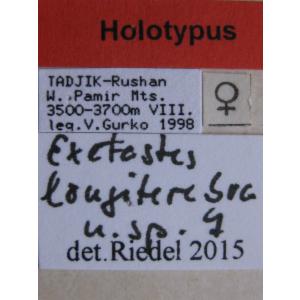 Holotypus
TADJIK-Rushan
W. Pamir Mts.
3500-3700m VIII.
leg.V.Gurko 1998
♀
Exetastes
longiterebra
n. sp. ♀
det.Riedel 2015